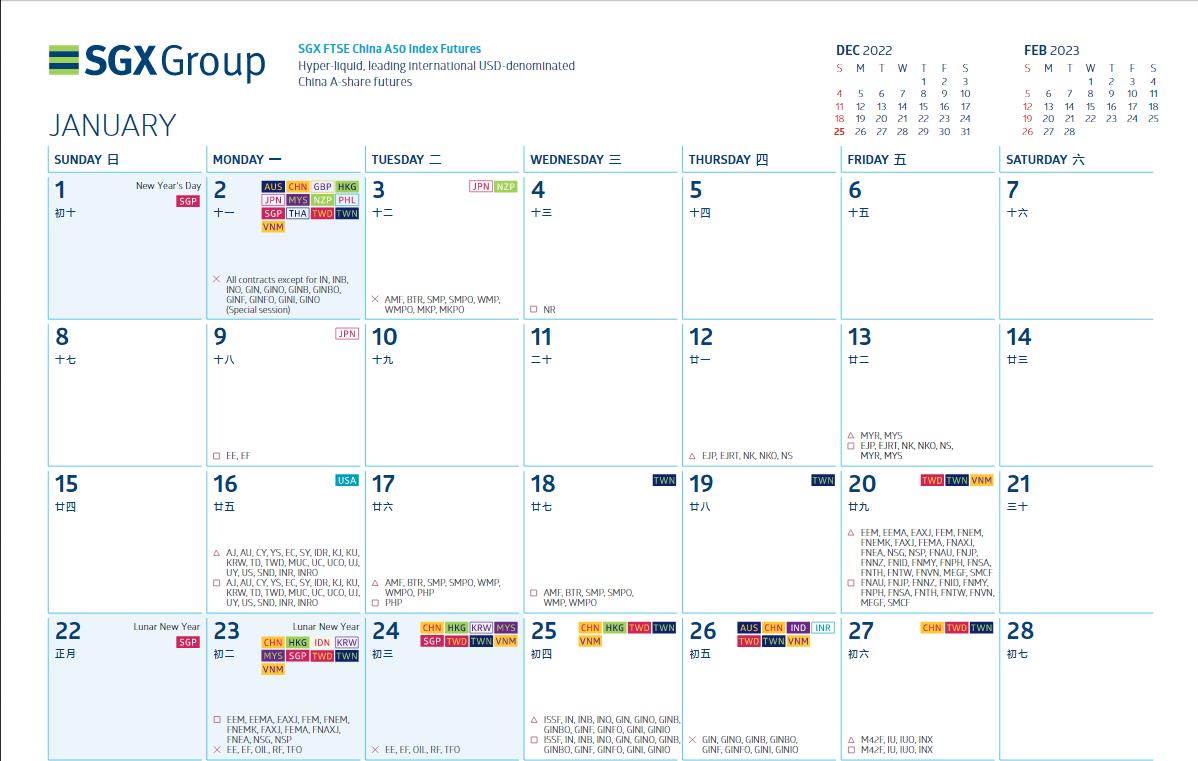 SGX Group
SGX FTSE China A50 Index Futures
Hyper-liquid, leading international USD-denominated
China A-share futures
DEC 2022
S M T W T F S
1 2 3
4 5 6 7 8 9 10
11 12 13 14 15 16 17
18 19 20 21 22 23 24
25 26 27 28 29 30 31
FEB 2023
S M T W T F S
1 2 3 4
5 6 7 8 9 10 11
12 13 14 15 16 17 18
19 20 21 22 23 24 25
26 27 28
JANUARY
SUNDAY 日
MONDAY 一
TUESDAY 二
WEDNESDAY 三
THURSDAY 四
FRIDAY 五
SATURDAY 六
1
New Year's Day
SGP
初十
2
AUS CHN GBP HKG
JPN MYS NZP PHL
SGP THA TWD TWN
VNM
十一
All contracts except for IN, INB,
INO, GIN, GINO, GINB, GINBO,
GINF, GINFO, GINI, GINO
(Special session)
3
JPN NZP
十二
AMF, BTR, SMP, SMPO, WMP,
WMPO, MKP, MKPO
4
十三
NR
5
十四
6
十五
7
十六
8
十七
9
JPN
十八
EE, EF
10
十九
11
二十
12
廿一
EJP, EJRT, NK, NKO, NS
13
廿二
MYR, MYS
EJP, EJRT, NK, NKO, NS,
MYR, MYS
14
廿三
15
廿四
16
USA
廿五
AJ, AU, CY, YS, EC, SY, IDR, KJ, KU,
KRW, TD, TWD, MUC, UC, UCO, UJ,
UY, US, SND, INR, INRO
AJ, AU, CY, YS, EC, SY, IDR, KJ, KU,
KRW, TD, TWD, MUC, UC, UCO, UJ,
UY, US, SND, INR, INRO
17
廿六
AMF, BTR, SMP, SMPO, WMP,
WMPO, PHP
PHP
18
TWN
廿七
AMF, BTR, SMP, SMPO,
WMP, WMPO
19
TWN
廿八
20
TWD TWN VNM
廿九
EEM, EEMA, EAXJ, FEM, FNEM,
FNEMK, FAXJ, FEMA, FNAXJ,
FNEA, NSG, NSP, FNAU, FNJP,
FNNZ, FNID, FNMY, FNPH, FNSA,
FNTH, FNTW, FNVN, MEGF, SMCF
FNAU, FNJP, FNNZ, FNID, FNMY,
FNPH, FNSA, FNTH, FNTW, FNVN,
MEGF, SMCF
21
三十
22
Lunar New Year
SGP
正月
23
Lunar New Year
CHN HKG IDN KRW
MYS SGP TWD TWN
VNM
初二
EEM, EEMA, EAXJ, FEM, FNEM,
FNEMK, FAXJ, FEMA, FNAXJ,
FNEA, NSG, NSP
EE, EF, OIL, RF, TFO
24
CHN HKG KRW MYS
SGP TWD TWN VNM
初三
EE, EF, OIL, RF, TFO
25
CHN HKG TWD TWN
VNM
初四
ISSF, IN, INB, INO, GIN, GINO, GINB,
GINBO, GINF, GINFO, GINI, GINIO
ISSF, IN, INB, INO, GIN, GINO, GINB,
GINBO, GINF, GINFO, GINI, GINIO
26
AUS CHN IND INR
TWD TWN VNM
初五
GIN, GINO, GINB, GINBO,
GINF, GINFO, GINI, GINIO
27
CHN TWD TWN
初六
M42F, IU, IUO, INX
M42F, IU, IUO, INX
28
初七